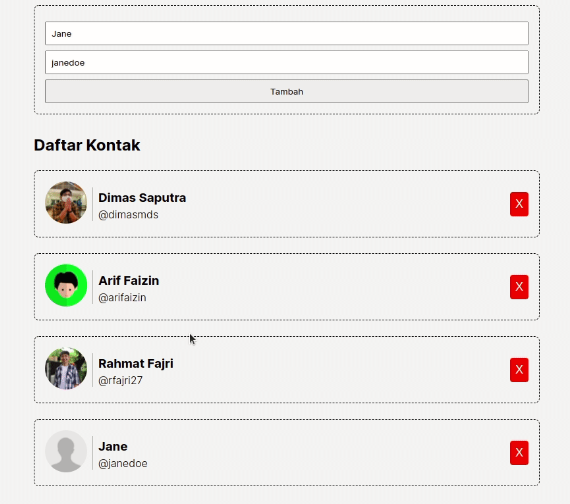 Jane
janedoe
Tambah
Daftar Kontak
Dimas Saputra
@dimasmds
X
Arif Faizin
@arifaizin
X
Rahmat Fajri
@rfajri27
X
Jane
@janedoe
X